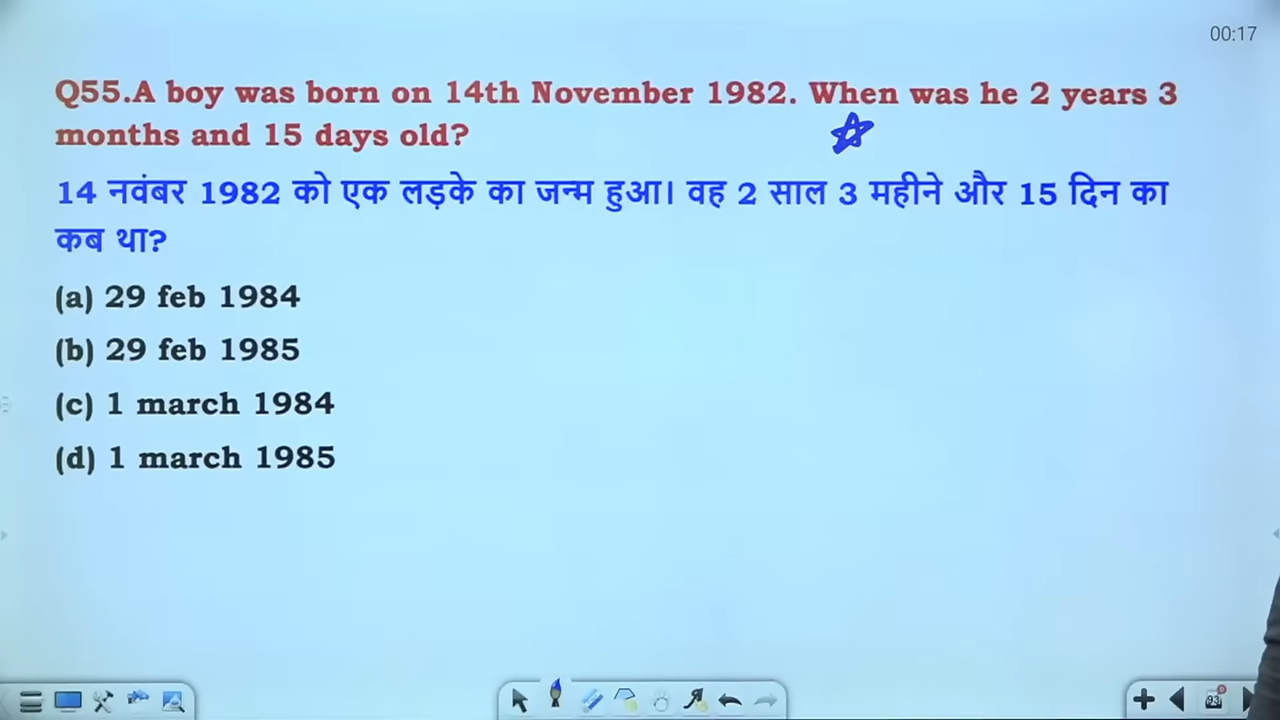 00:17
Q55.A boy was born on 14th November 1982. When was he 2 years 3
months and 15 days old?
14 नवंबर 1982 को एक लड़के का जन्म हुआ। वह 2 साल 3 महीने और 15 दिन का
कब था?
(a) 29 feb 1984
(b) 29 feb 1985
(c) 1 march 1984
(d) 1 march 1985
93